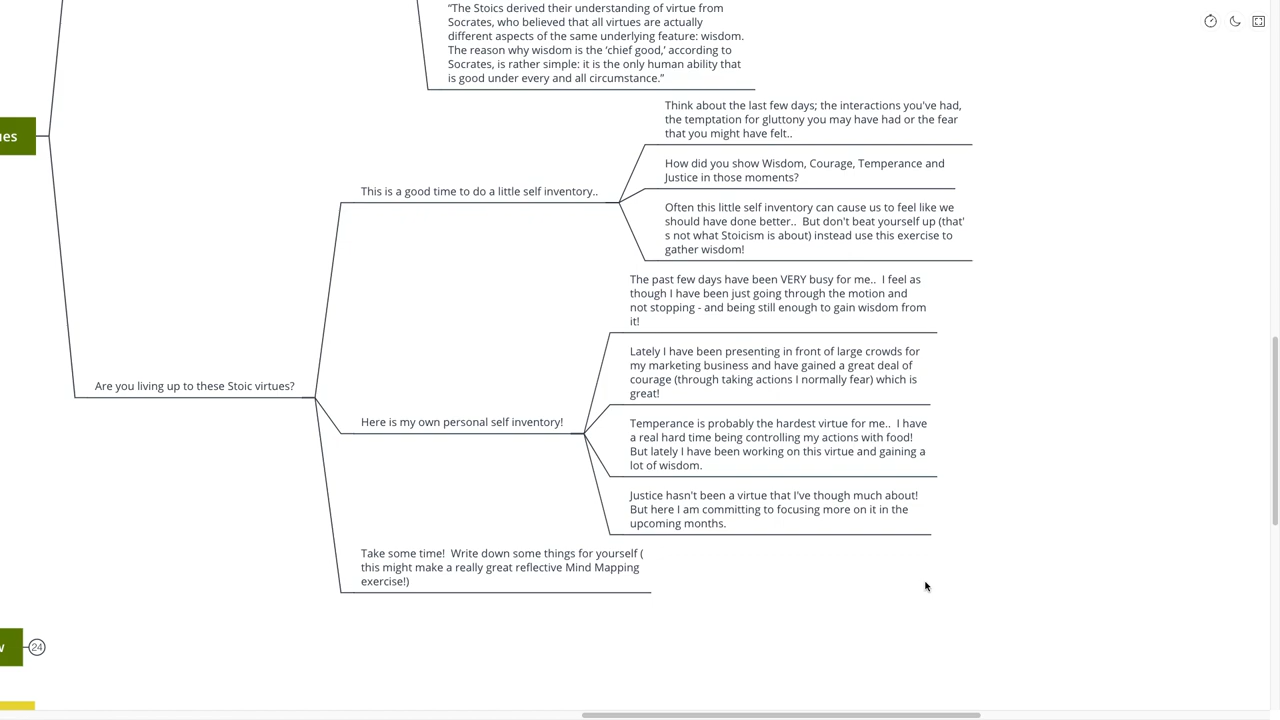 “The Stoics derived their understanding of virtue from
Socrates, who believed that all virtues are actually
different aspects of the same underlying feature: wisdom.
The reason why wisdom is the ‘chief good,’ according to
Socrates, is rather simple: it is the only human ability that
is good under every and all circumstance.”
ues
Are you living up to these Stoic virtues?
This is a good time to do a little self inventory..
Think about the last few days; the interactions you've had,
the temptation for gluttony you may have had or the fear
that you might have felt..
How did you show Wisdom, Courage, Temperance and
Justice in those moments?
Often this little self inventory can cause us to feel like we
should have done better..  But don't beat yourself up (that'
s not what Stoicism is about) instead use this exercise to
gather wisdom!
Here is my own personal self inventory!
The past few days have been VERY busy for me..  I feel as
though I have been just going through the motion and
not stopping - and being still enough to gain wisdom from
it!
Lately I have been presenting in front of large crowds for
my marketing business and have gained a great deal of
courage (through taking actions I normally fear) which is
great!
Temperance is probably the hardest virtue for me..  I have
a real hard time being controlling my actions with food!
But lately I have been working on this virtue and gaining a
lot of wisdom.
Justice hasn't been a virtue that I've though much about!
But here I am committing to focusing more on it in the
upcoming months.
Take some time!  Write down some things for yourself (
this might make a really great reflective Mind Mapping
exercise!)
24